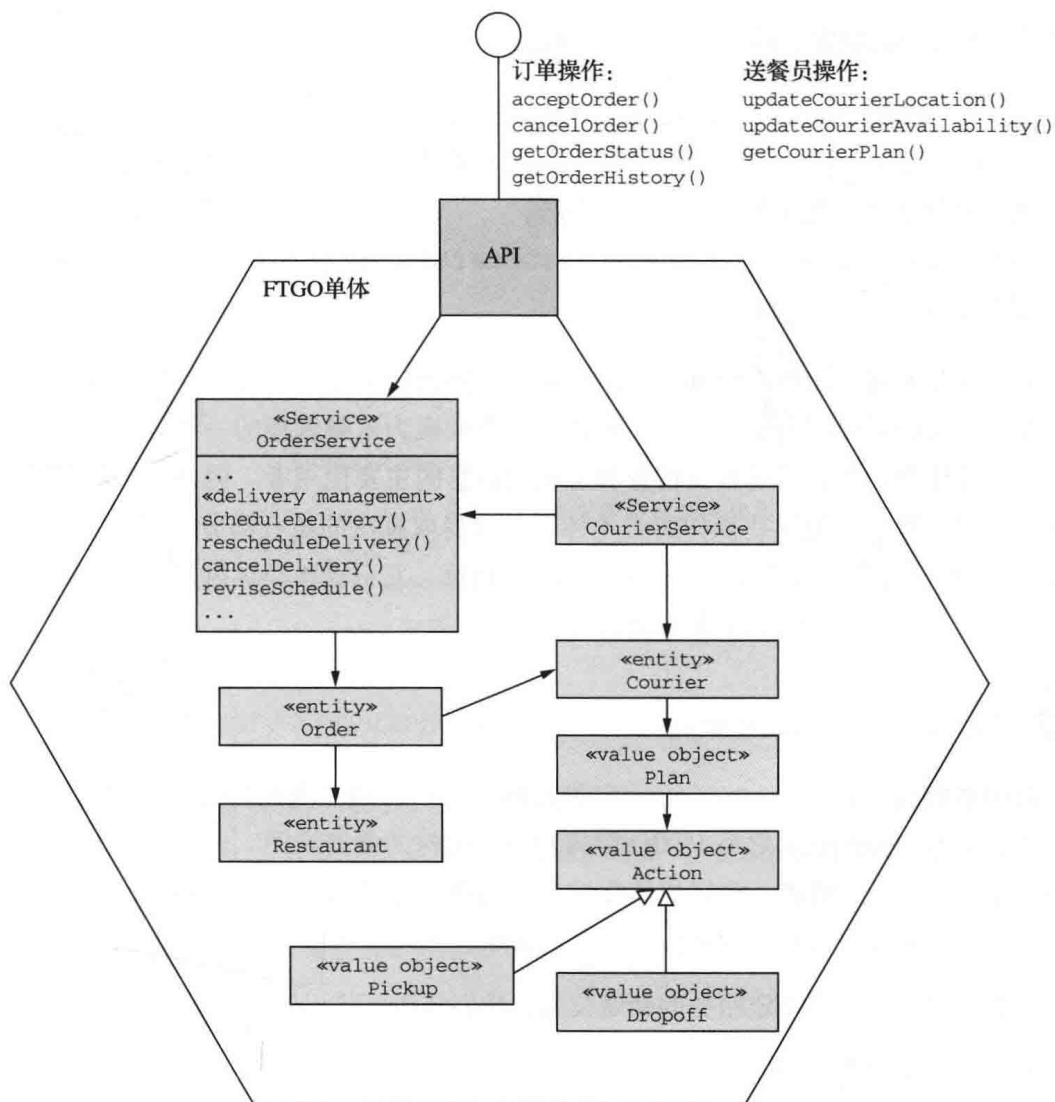 订单操作:
acceptOrder()
cancelOrder()
getOrderStatus()
getOrderHistory()
送餐员操作:
updateCourierLocation()
updateCourierAvailability()
getCourierPlan()
API
FTGO单体
«Service»
OrderService
...
«delivery management»
scheduleDelivery()
rescheduleDelivery()
cancelDelivery()
reviseSchedule()
...
«Service»
CourierService
«entity»
Courier
«entity»
Order
«value object»
Plan
«entity»
Restaurant
«value object»
Action
«value object»
Pickup
«value object»
Dropoff